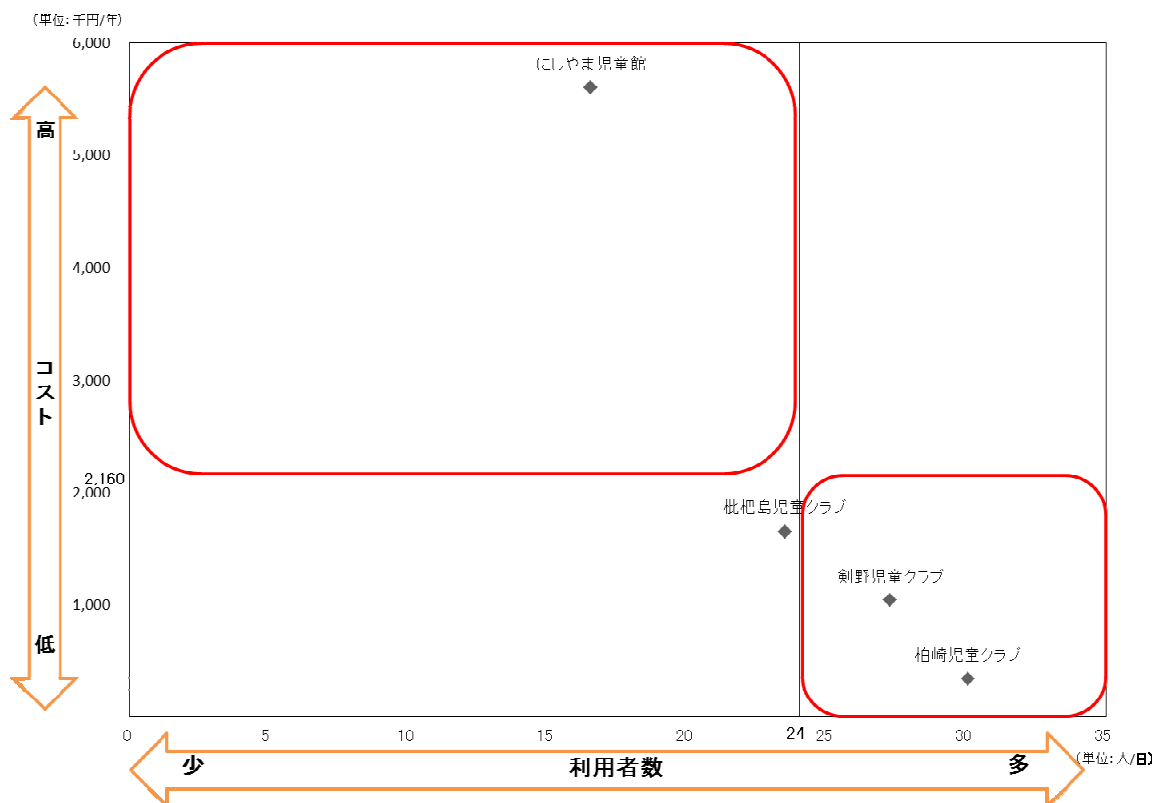 (単位:千円/年)
6,000
にしやま児童館
高
5,000
4,000
コスト
3,000
2,160
2,000
枇杷島児童クラブ
剣野児童クラブ
1,000
低
柏崎児童クラブ
0 5 10 15 20 24 25 30 35
少 利用者数 多 (単位:人/日)